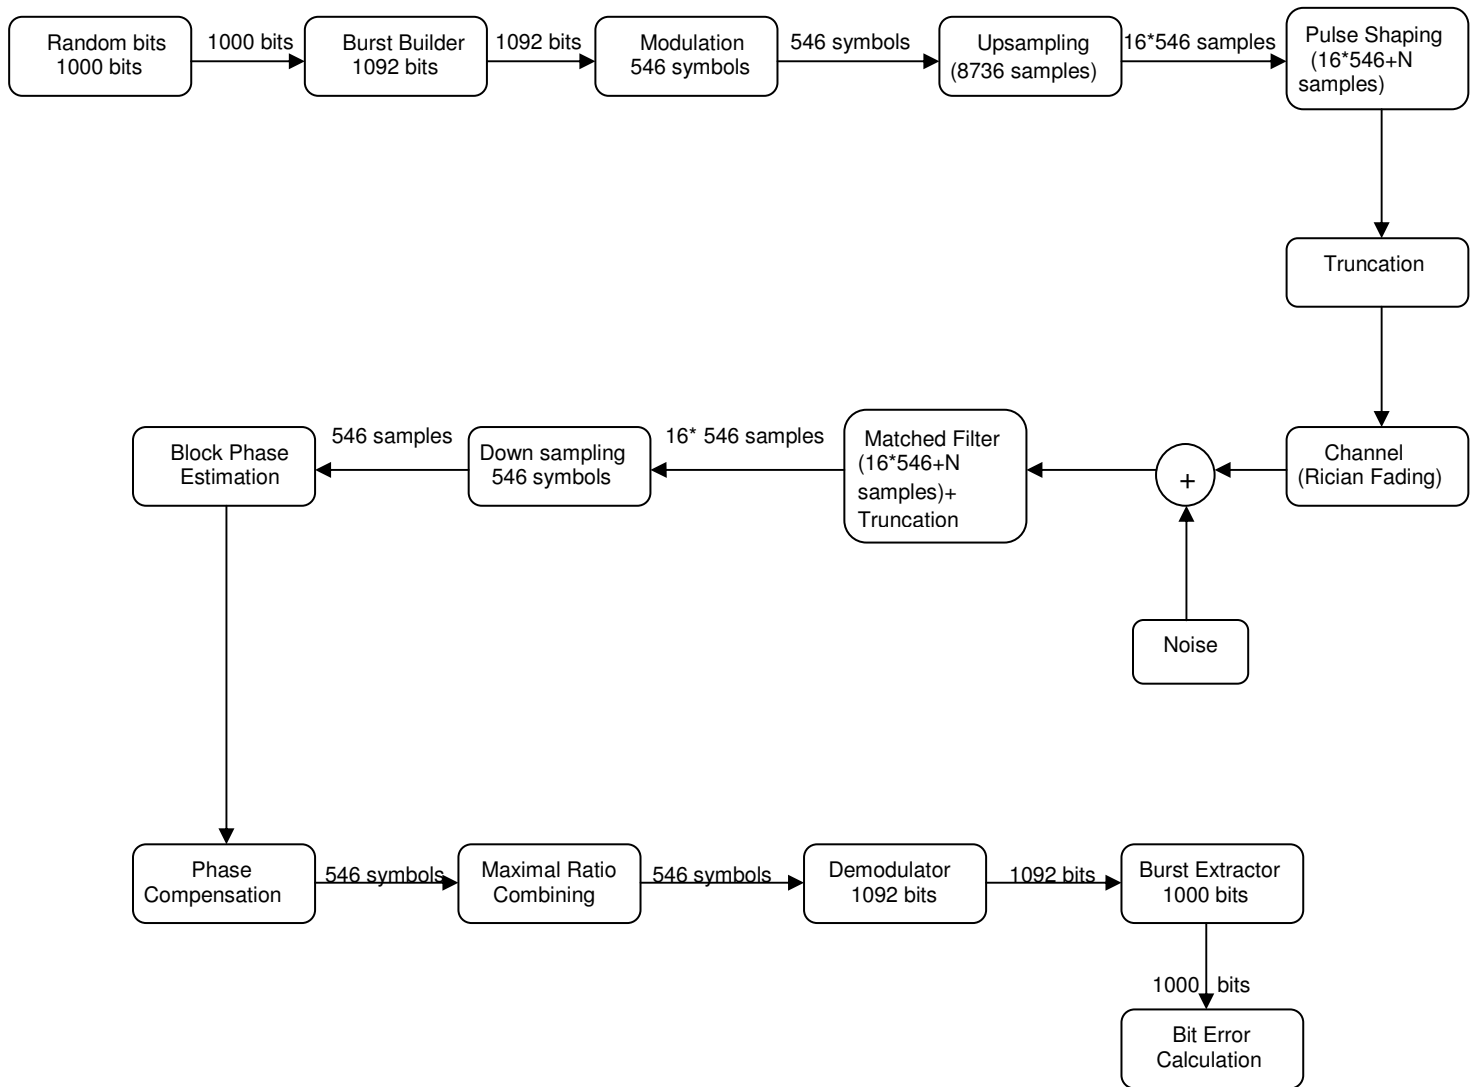 Random bits
1000 bits
1000 bits
Burst Builder
1092 bits
1092 bits
Modulation
546 symbols
546 symbols
Upsampling
(8736 samples)
16*546 samples
Pulse Shaping
(16*546+N
samples)
Truncation
Channel
(Rician Fading)
+
Noise
Matched Filter
(16*546+N
samples)+
Truncation
16* 546 samples
Down sampling
546 symbols
546 samples
Block Phase
Estimation
Phase
Compensation
546 symbols
Maximal Ratio
Combining
546 symbols
Demodulator
1092 bits
1092 bits
Burst Extractor
1000 bits
1000 bits
Bit Error
Calculation